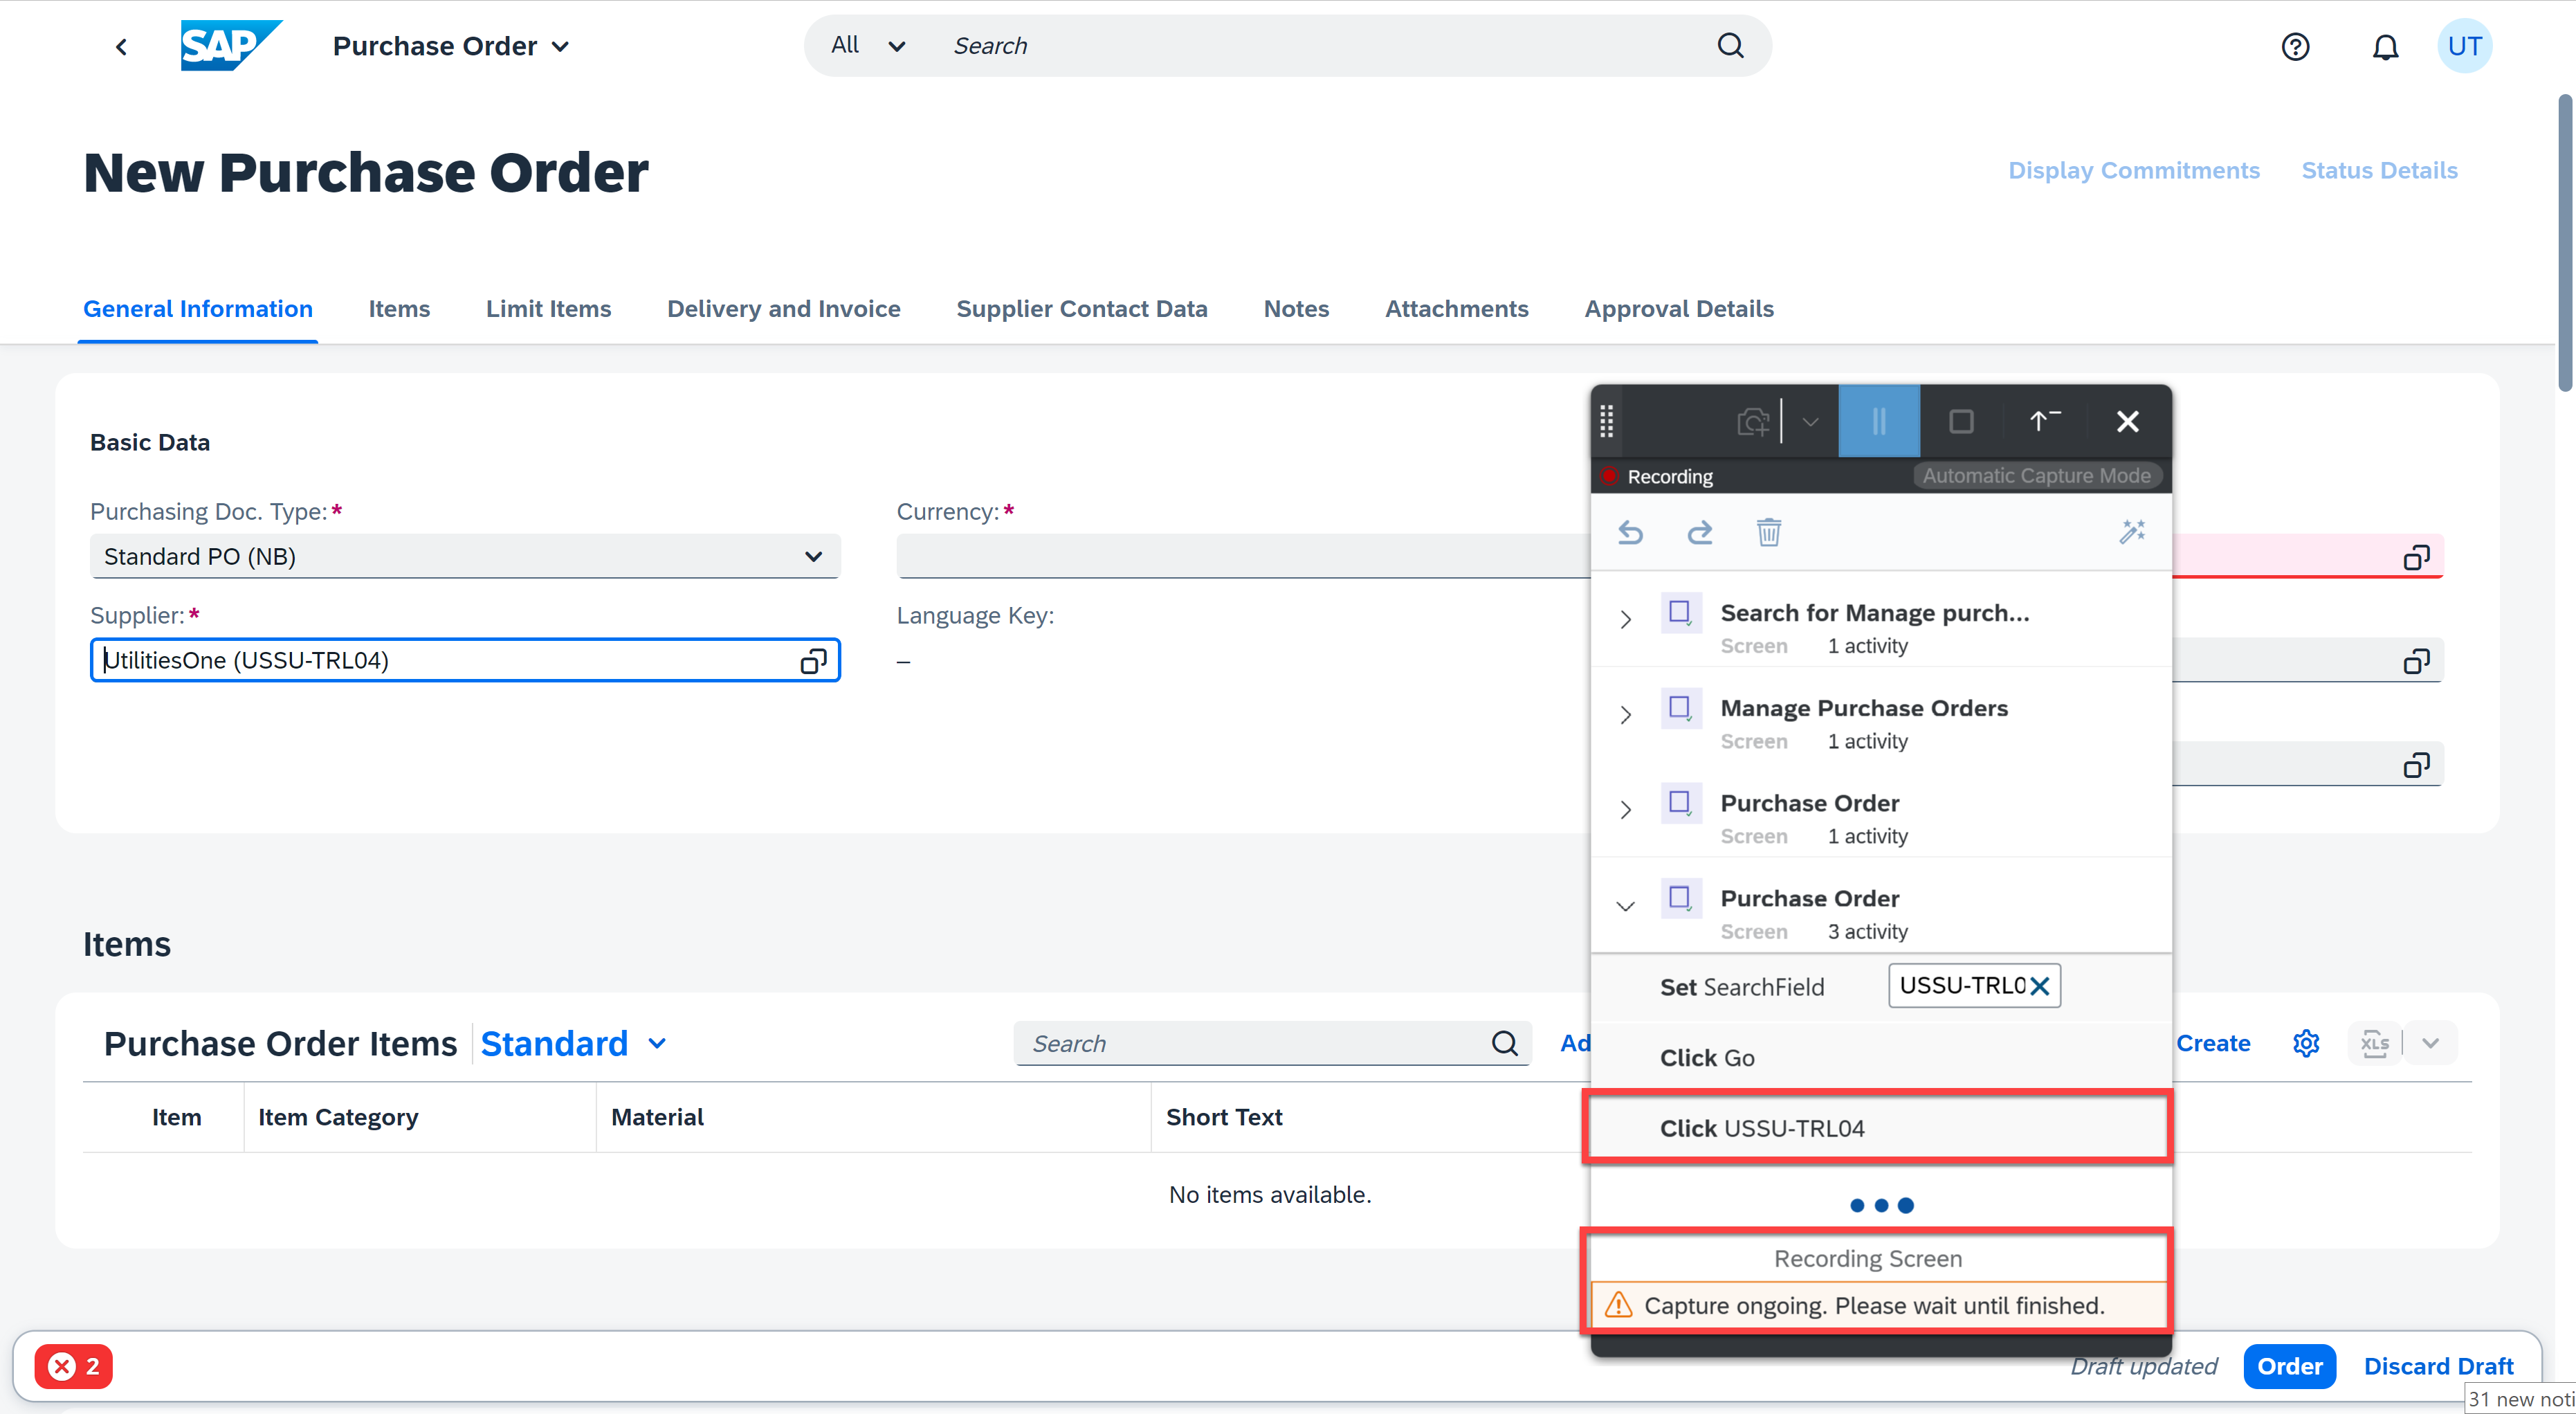 SAP
Purchase Order
All
Search
UT
New Purchase Order
Display Commitments
Status Details
General Information
Items
Limit Items
Delivery and Invoice
Supplier Contact Data
Notes
Attachments
Approval Details
Basic Data
Purchasing Doc. Type:*
Standard PO (NB)
Currency:*
Supplier:*
UtilitiesOne (USSU-TRL04)
Language Key:
–
Recording
Automatic Capture Mode
Search for Manage purch...
Screen 1 activity
Manage Purchase Orders
Screen 1 activity
Purchase Order
Screen 1 activity
Purchase Order
Screen 3 activity
Set SearchField
USSU-TRL0
Click Go
Click USSU-TRL04
Recording Screen
Capture ongoing. Please wait until finished.
Items
Purchase Order Items
Standard
Search
Ad
Create
XLS
Item
Item Category
Material
Short Text
No items available.
2
Draft updated
Order
Discard Draft
31 new noti